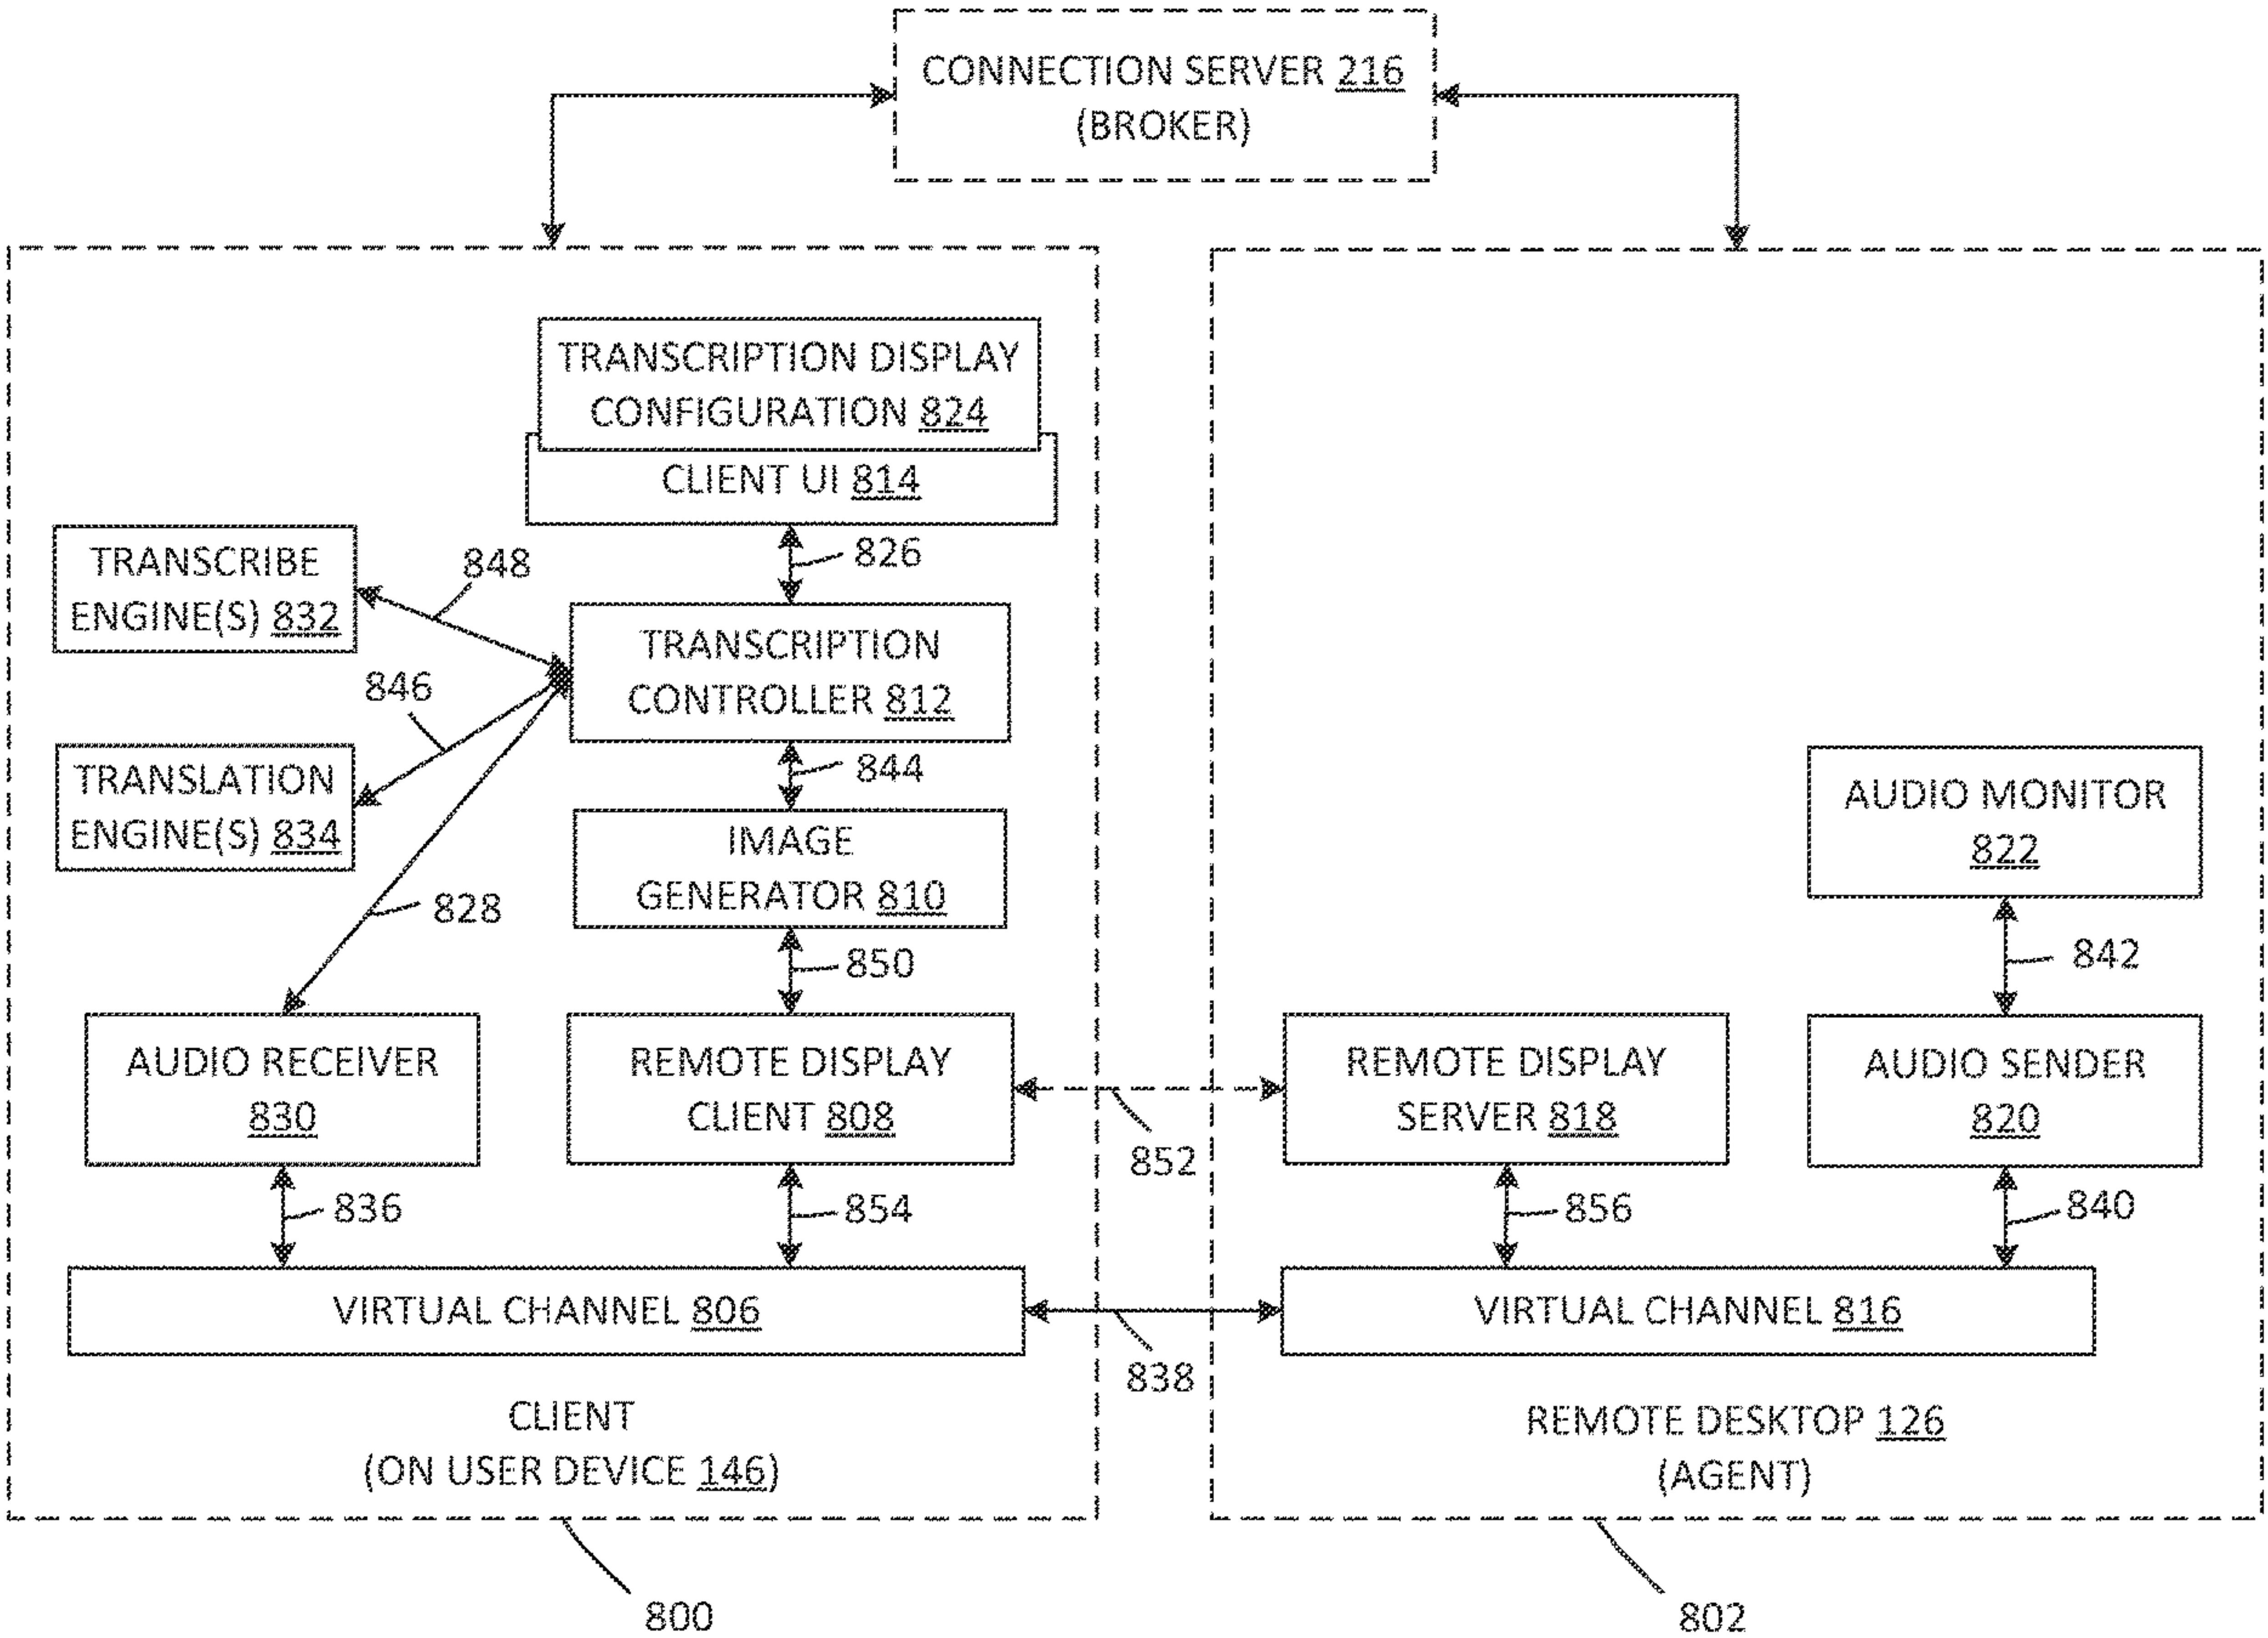 CONNECTION SERVER 216
(BROKER)
TRANSCRIPTION DISPLAY
CONFIGURATION 824
CLIENT UI 814
826
TRANSCRIBE
ENGINE(S) 832
848
TRANSCRIPTION
CONTROLLER 812
846
844
TRANSLATION
ENGINE(S) 834
IMAGE
GENERATOR 810
828
850
AUDIO RECEIVER
830
REMOTE DISPLAY
CLIENT 808
836
854
VIRTUAL CHANNEL 806
CLIENT
(ON USER DEVICE 146)
800
852
838
AUDIO MONITOR
822
842
REMOTE DISPLAY
SERVER 818
AUDIO SENDER
820
856
840
VIRTUAL CHANNEL 816
REMOTE DESKTOP 126
(AGENT)
802